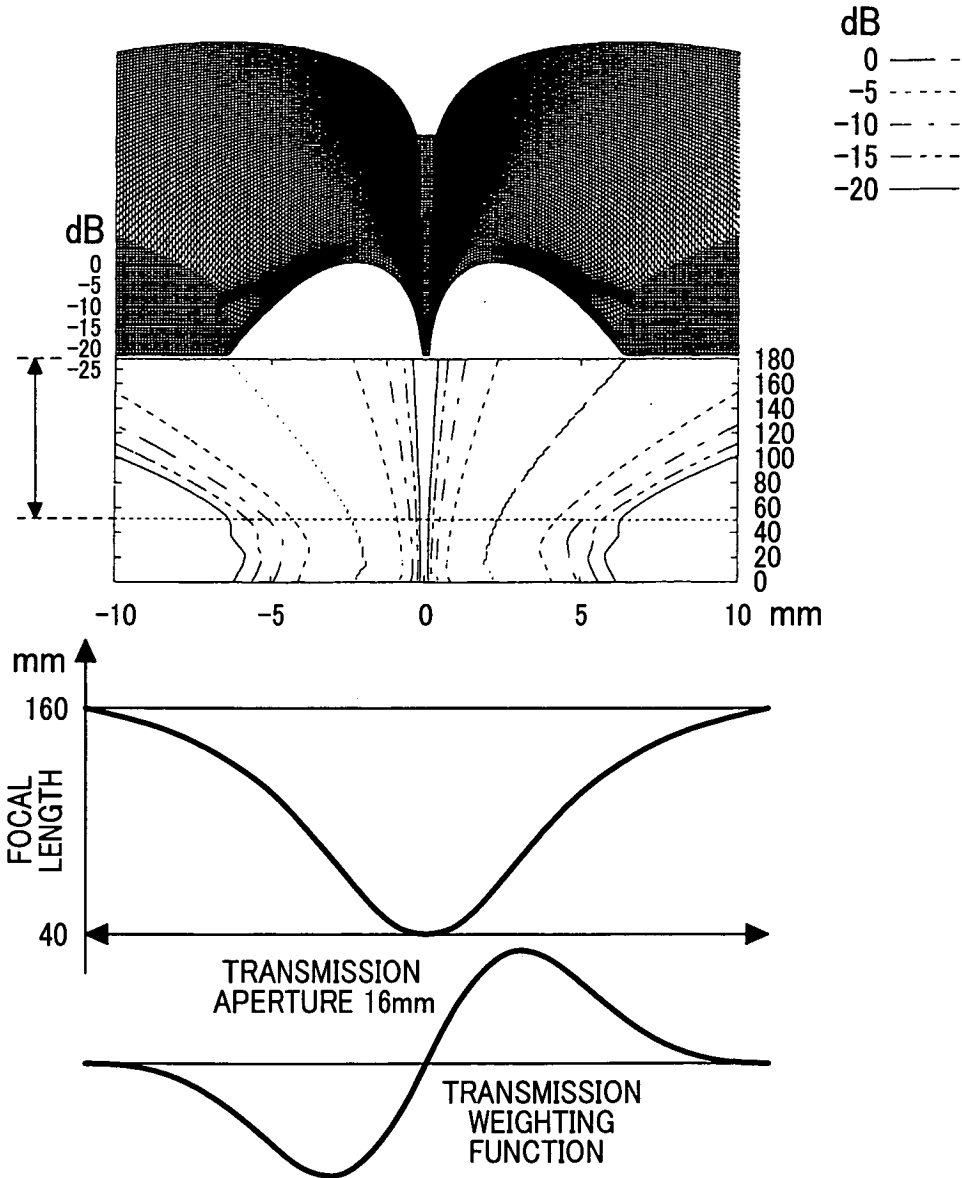 dB
0
-5
-10
-15
-20
dB
0
-5
-10
-15
-20
-25
180
160
140
120
100
80
60
40
20
0
-10
-5
0
5
10
mm
mm
160
FOCAL
LENGTH
40
TRANSMISSION
APERTURE 16mm
TRANSMISSION
WEIGHTING
FUNCTION